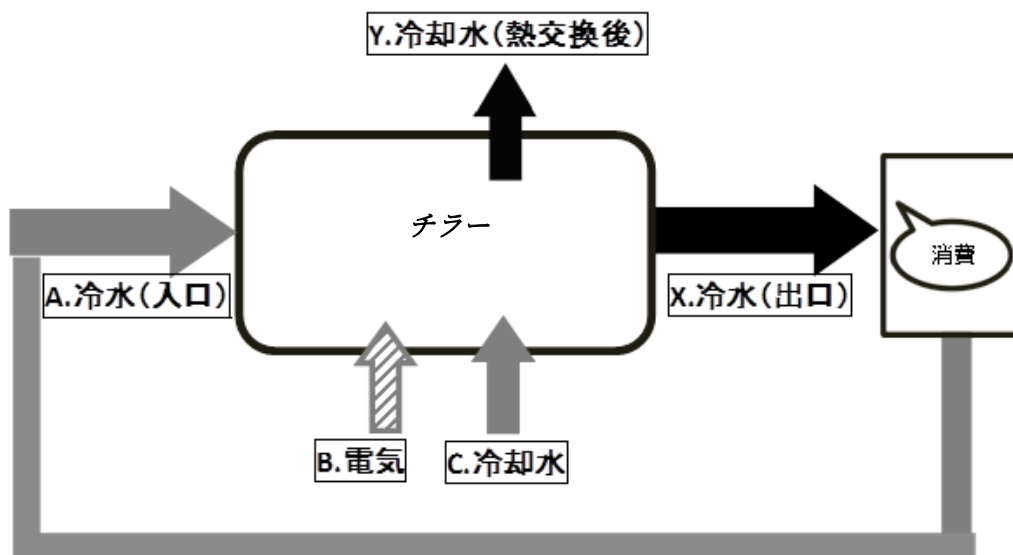 Y.冷却水(熱交換後)
チラー
消費
A.冷水(入口)
X.冷水(出口)
B.電気
C.冷却水